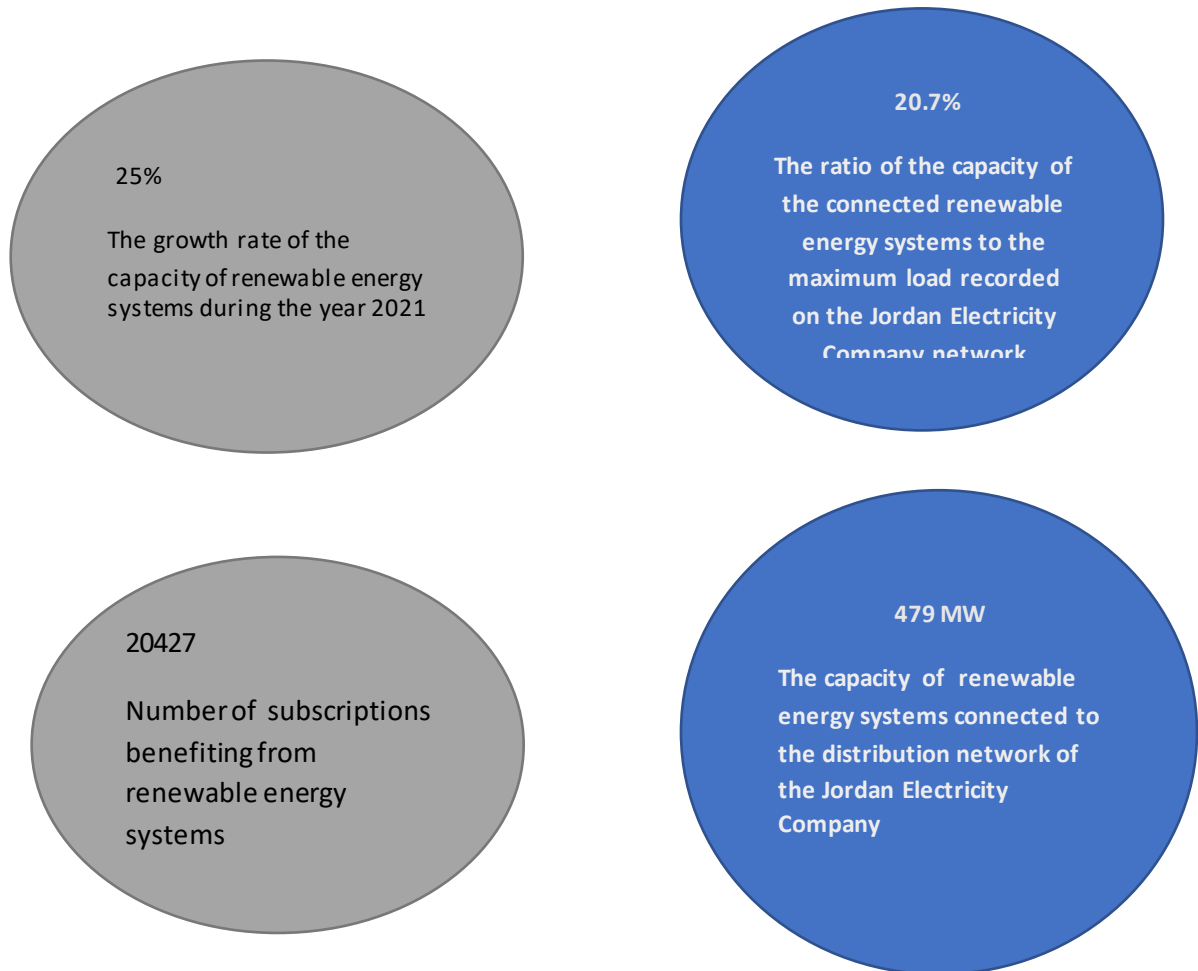 25%
The growth rate of the
capacity of renewable energy
systems during the year 2021
20.7%
The ratio of the capacity of
the connected renewable
energy systems to the
maximum load recorded
on the Jordan Electricity
Company network
20427
Number of subscriptions
benefiting from
renewable energy
systems
479 MW
The capacity of renewable
energy systems connected to
the distribution network of
the Jordan Electricity
Company